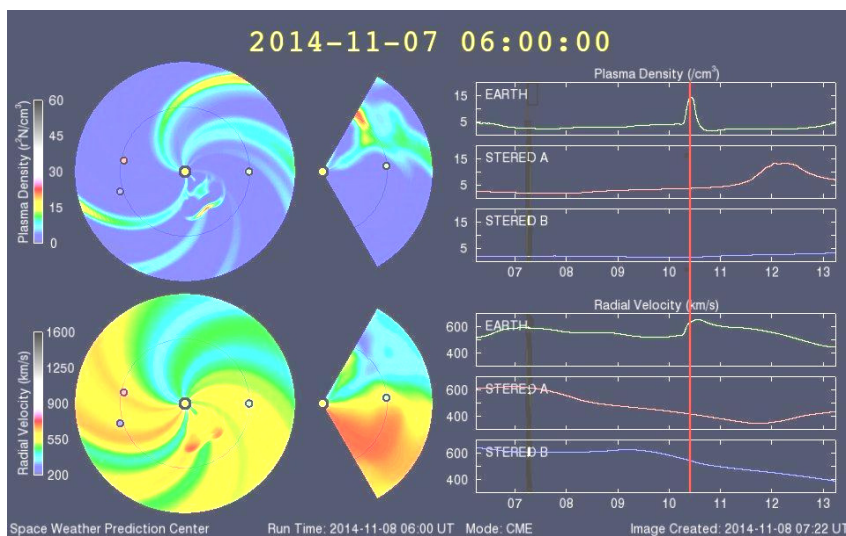 2014-11-07 06:00:00
Plasma Density (r²N/cm³)
60
45
30
15
0
Plasma Density (/cm³)
EARTH
15
5
STEREO A
15
5
STEREO B
15
5
07 08 09 10 11 12 13
Radial Velocity (km/s)
1600
1250
900
550
200
Radial Velocity (km/s)
EARTH
600
400
STEREO A
600
400
STEREO B
600
400
07 08 09 10 11 12 13
Space Weather Prediction Center Run Time: 2014-11-08 06:00 UT Mode: CME Image Created: 2014-11-08 07:22 UT